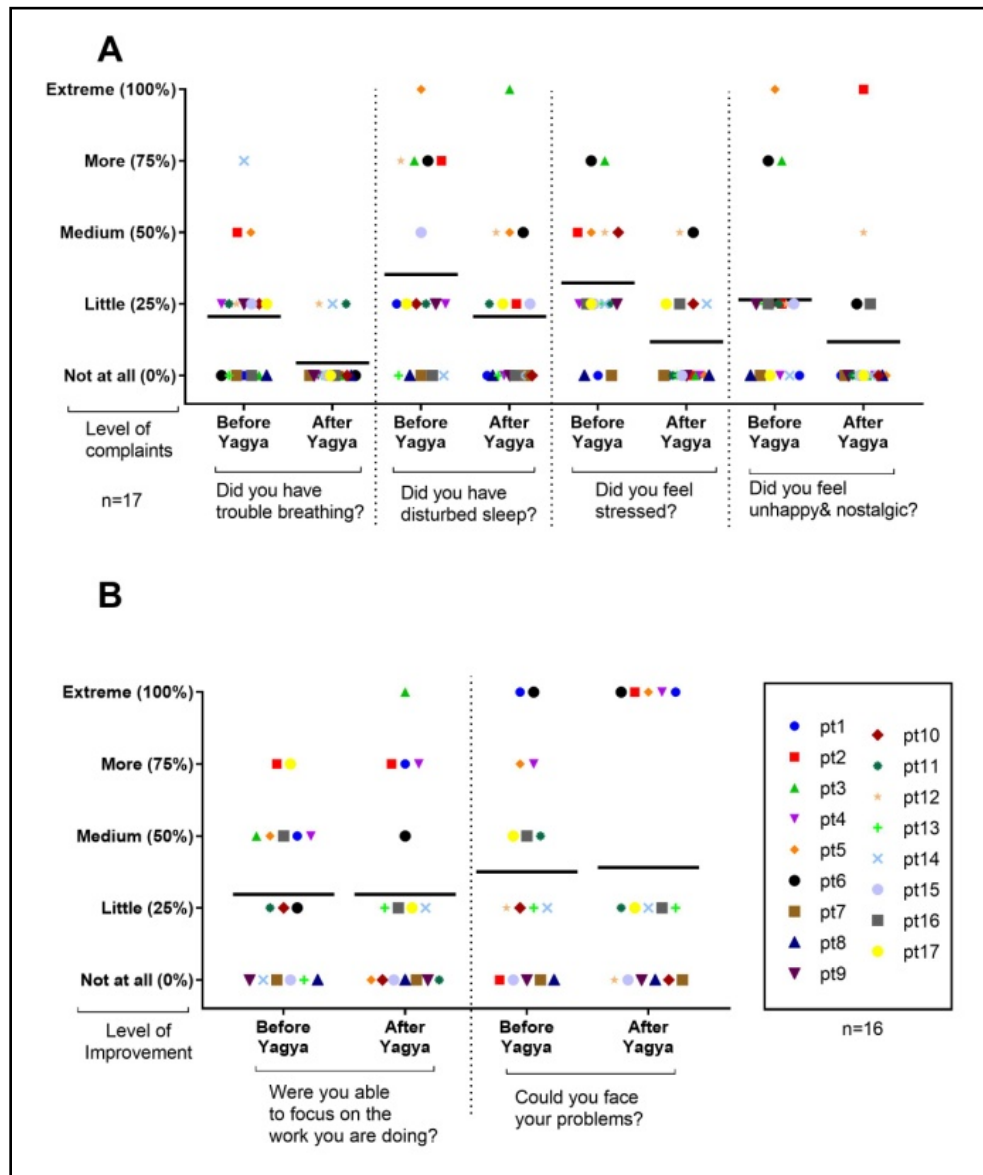 A
Extreme (100%)
More (75%)
Medium (50%)
Little (25%)
Not at all (0%)
Level of
complaints
n=17
Before
Yagya
After
Yagya
Before
Yagya
After
Yagya
Before
Yagya
After
Yagya
Before
Yagya
After
Yagya
Did you have
trouble breathing?
Did you have
disturbed sleep?
Did you feel
stressed?
Did you feel
unhappy& nostalgic?
B
Extreme (100%)
More (75%)
Medium (50%)
Little (25%)
Not at all (0%)
Level of
Improvement
Before
Yagya
After
Yagya
Before
Yagya
After
Yagya
Were you able
to focus on the
work you are doing?
Could you face
your problems?
pt1
pt2
pt3
pt4
pt5
pt6
pt7
pt8
pt9
pt10
pt11
pt12
pt13
pt14
pt15
pt16
pt17
n=16